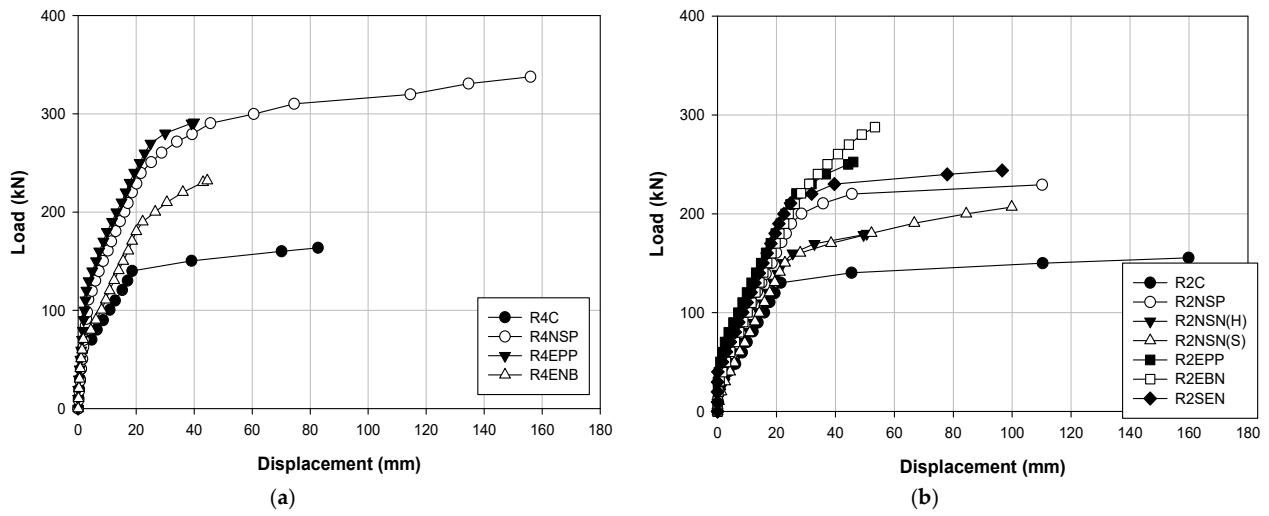 400
300
200
100
0
Load (kN)
0 20 40 60 80 100 120 140 160 180
Displacement (mm)
R4C
R4NSP
R4EPP
R4ENB
(a)
400
300
200
100
0
Load (kN)
0 20 40 60 80 100 120 140 160 180
Displacement (mm)
R2C
R2NSP
R2NSN(H)
R2NSN(S)
R2EPP
R2EBN
R2SEN
(b)